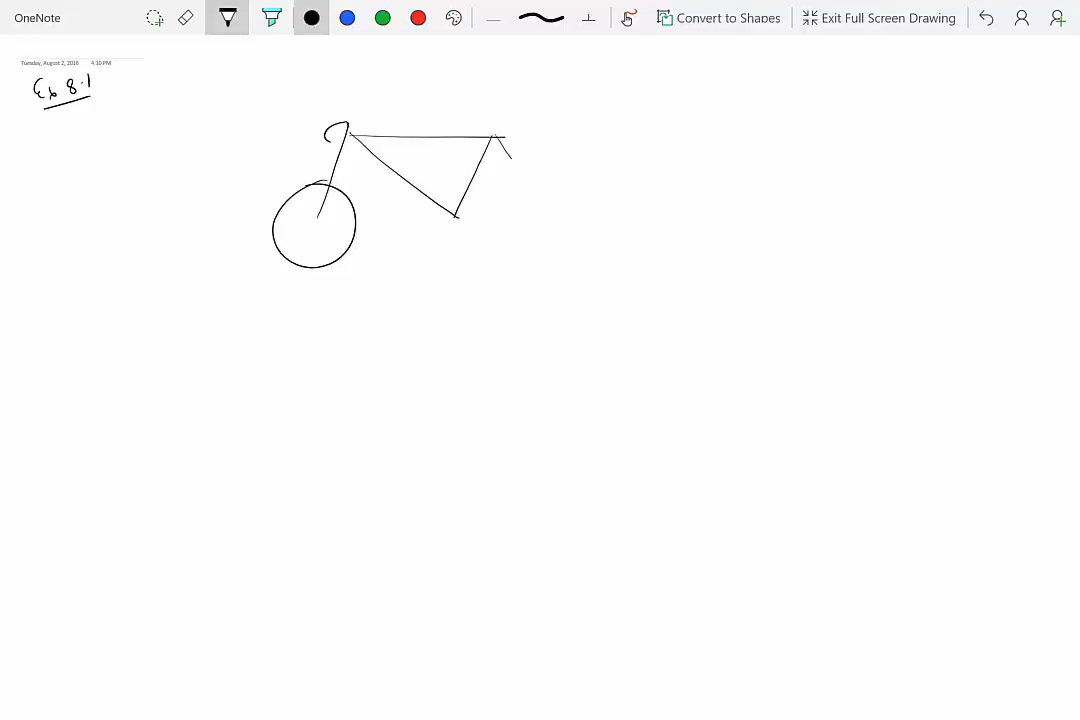 OneNote
Convert to Shapes
Exit Full Screen Drawing
Tuesday, August 2, 2016 4:10 PM
Ex 8.1